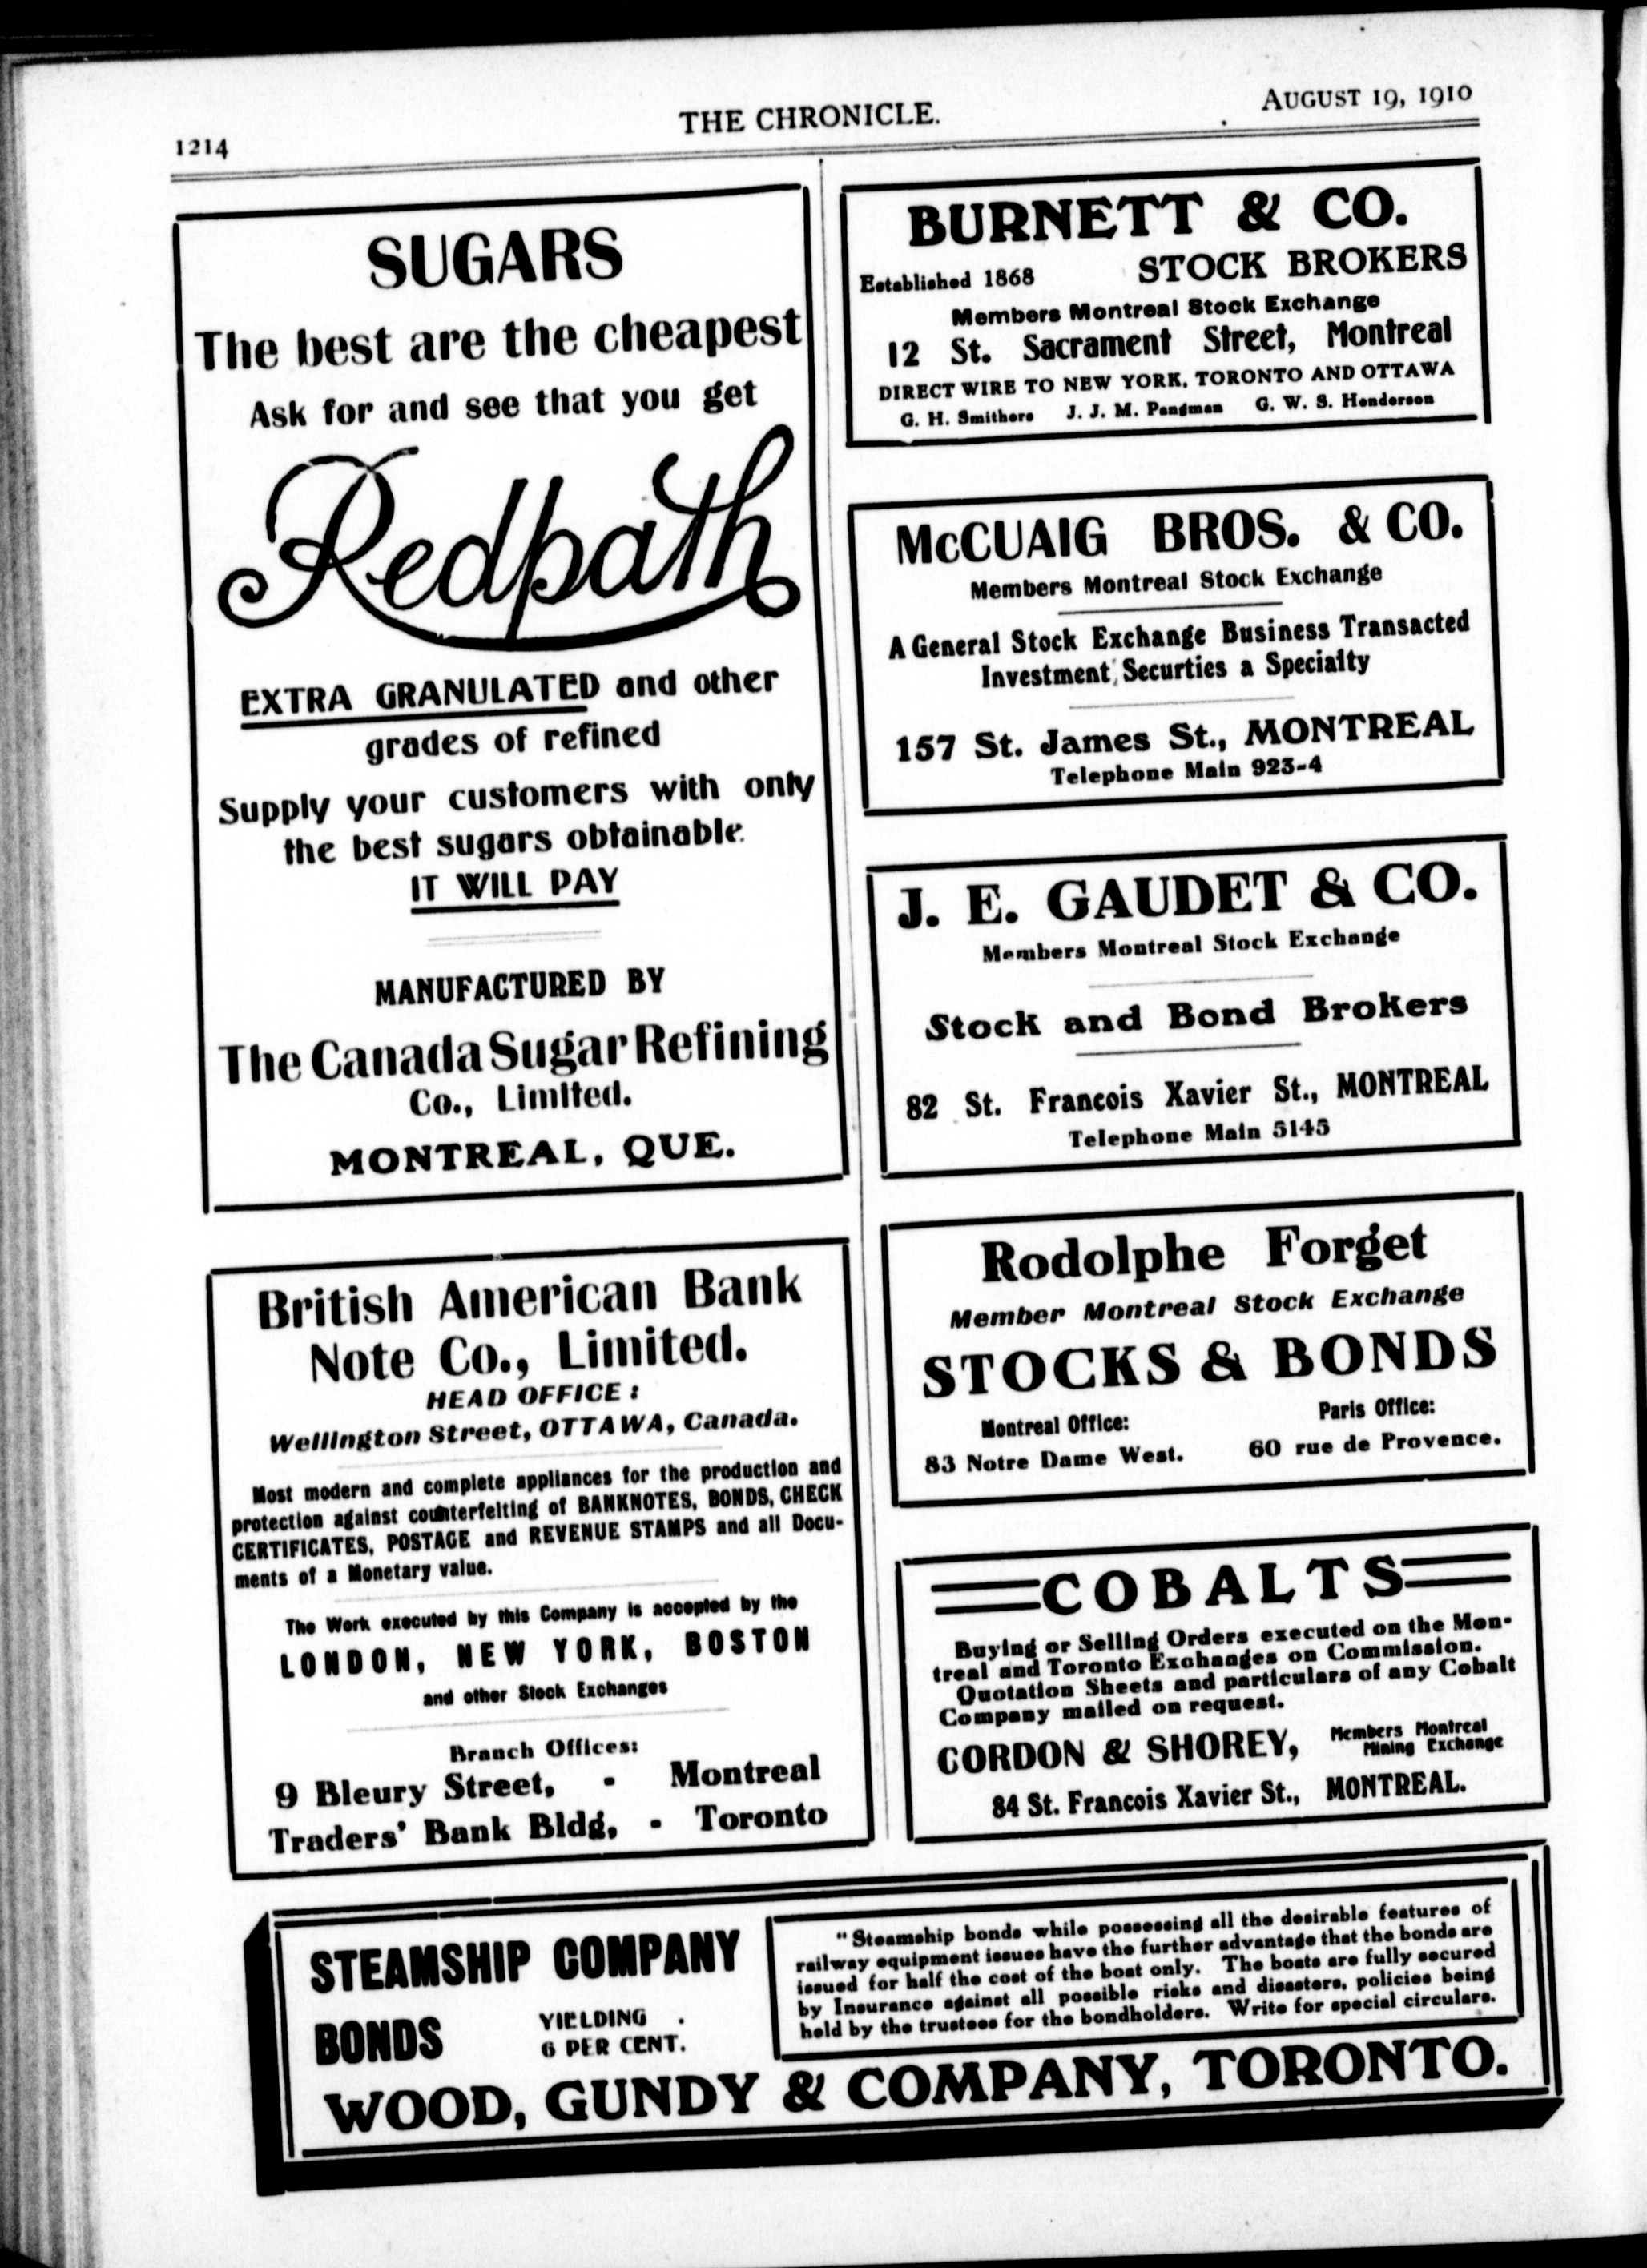 1214
THE CHRONICLE.
AUGUST 19, 1910
SUGARS
The best are the cheapest
Ask for and see that you get
Redpath
EXTRA GRANULATED and other
grades of refined
Supply your customers with only
the best sugars obtainable.
IT WILL PAY
MANUFACTURED BY
The Canada Sugar Refining
Co., Limited.
MONTREAL, QUE.
British American Bank
Note Co., Limited.
HEAD OFFICE :
Wellington Street, OTTAWA, Canada.
Most modern and complete appliances for the production and
protection against counterfeiting of BANKNOTES, BONDS, CHECK
CERTIFICATES, POSTAGE and REVENUE STAMPS and all Docu-
ments of a Monetary value.
The Work executed by this Company is accepted by the
LONDON, NEW YORK, BOSTON
and other Stock Exchanges
Branch Offices:
9 Bleury Street, - Montreal
Traders' Bank Bldg, - Toronto
BURNETT & CO.
Established 1868 STOCK BROKERS
Members Montreal Stock Exchange
12 St. Sacrament Street, Montreal
DIRECT WIRE TO NEW YORK, TORONTO AND OTTAWA
G. H. Smithers J. J. M. Pangman G. W. S. Henderson
McCUAIG BROS. & CO.
Members Montreal Stock Exchange
A General Stock Exchange Business Transacted
Investment Securties a Specialty
157 St. James St., MONTREAL
Telephone Main 923-4
J. E. GAUDET & CO.
Members Montreal Stock Exchange
Stock and Bond Brokers
82 St. Francois Xavier St., MONTREAL
Telephone Main 5145
Rodolphe Forget
Member Montreal Stock Exchange
STOCKS & BONDS
Montreal Office: Paris Office:
83 Notre Dame West. 60 rue de Provence.
COBALTS
Buying or Selling Orders executed on the Mon-
treal and Toronto Exchanges on Commission.
Quotation Sheets and particulars of any Cobalt
Company mailed on request.
GORDON & SHOREY, Members Montreal
Mining Exchange
84 St. Francois Xavier St., MONTREAL.
STEAMSHIP COMPANY
BONDS YIELDING
6 PER CENT.
"Steamship bonds while possessing all the desirable features of
railway equipment issues have the further advantage that the bonds are
issued for half the cost of the boat only. The boats are fully secured
by Insurance against all possible risks and disasters, policies being
held by the trustees for the bondholders. Write for special circulars.
WOOD, GUNDY & COMPANY, TORONTO.